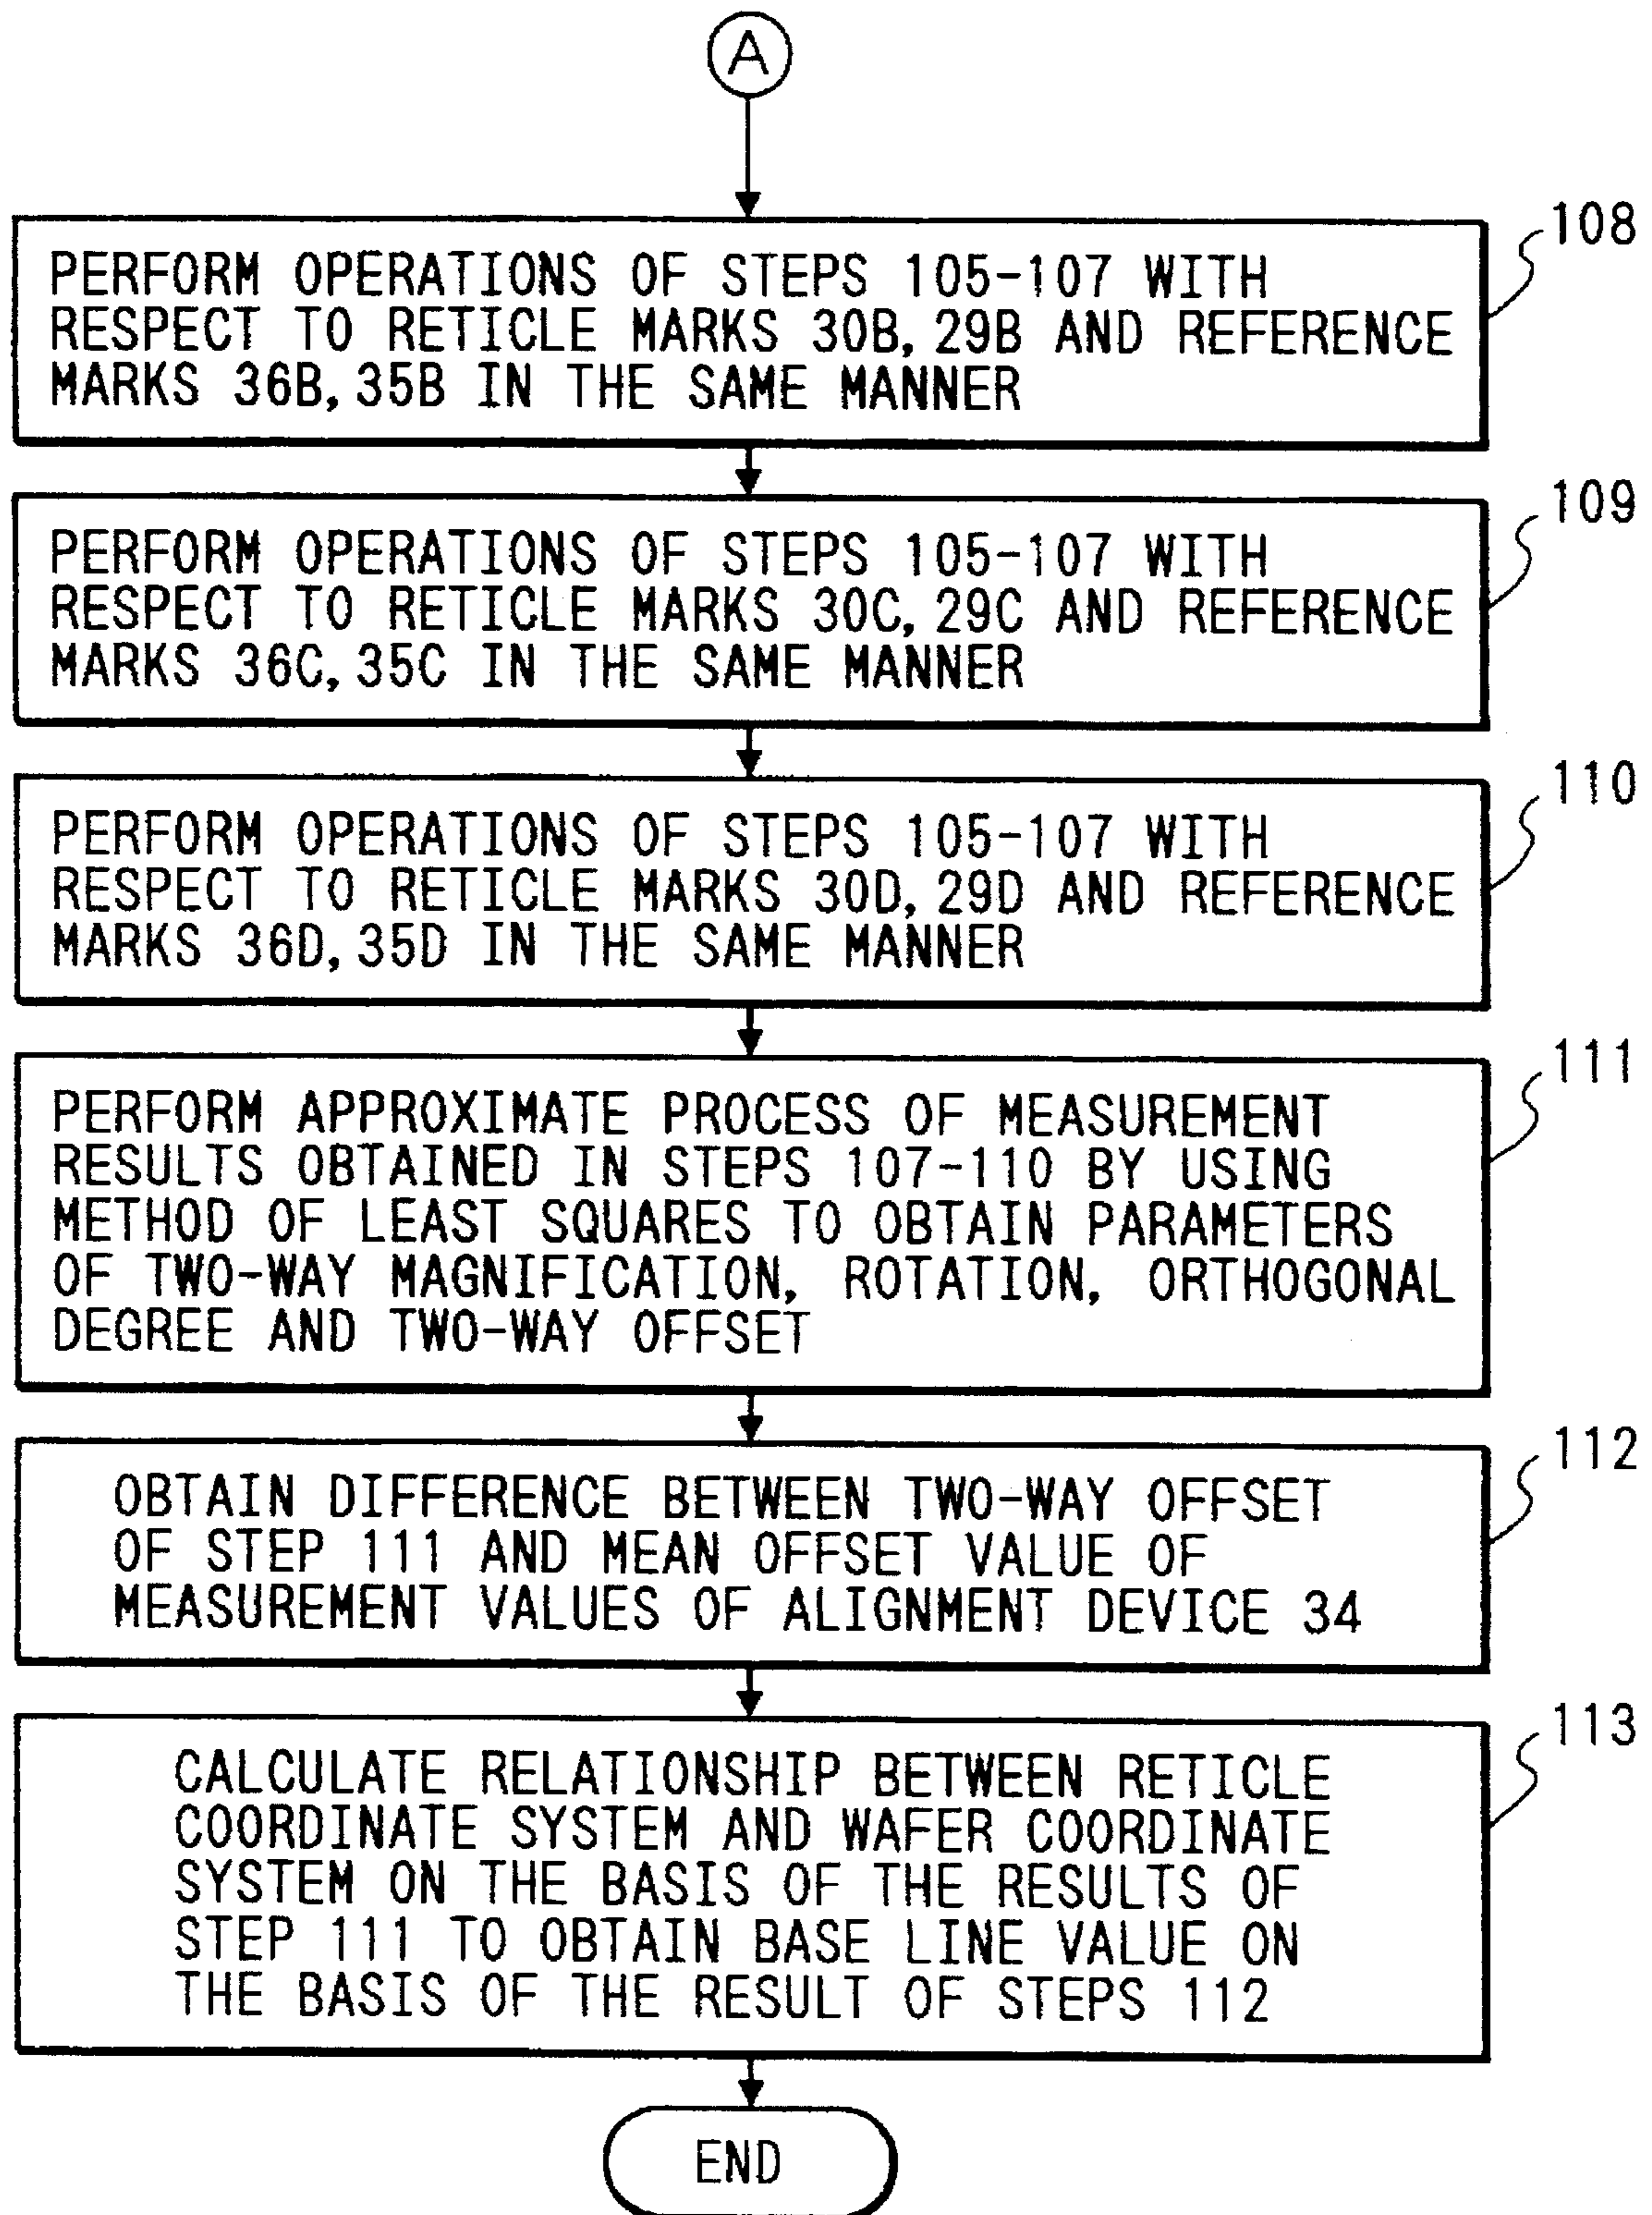 A
108
PERFORM OPERATIONS OF STEPS 105-107 WITH
RESPECT TO RETICLE MARKS 30B, 29B AND REFERENCE
MARKS 36B, 35B IN THE SAME MANNER
109
PERFORM OPERATIONS OF STEPS 105-107 WITH
RESPECT TO RETICLE MARKS 30C, 29C AND REFERENCE
MARKS 36C, 35C IN THE SAME MANNER
110
PERFORM OPERATIONS OF STEPS 105-107 WITH
RESPECT TO RETICLE MARKS 30D, 29D AND REFERENCE
MARKS 36D, 35D IN THE SAME MANNER
111
PERFORM APPROXIMATE PROCESS OF MEASUREMENT
RESULTS OBTAINED IN STEPS 107-110 BY USING
METHOD OF LEAST SQUARES TO OBTAIN PARAMETERS
OF TWO-WAY MAGNIFICATION, ROTATION, ORTHOGONAL
DEGREE AND TWO-WAY OFFSET
112
OBTAIN DIFFERENCE BETWEEN TWO-WAY OFFSET
OF STEP 111 AND MEAN OFFSET VALUE OF
MEASUREMENT VALUES OF ALIGNMENT DEVICE 34
113
CALCULATE RELATIONSHIP BETWEEN RETICLE
COORDINATE SYSTEM AND WAFER COORDINATE
SYSTEM ON THE BASIS OF THE RESULTS OF
STEP 111 TO OBTAIN BASE LINE VALUE ON
THE BASIS OF THE RESULT OF STEPS 112
END